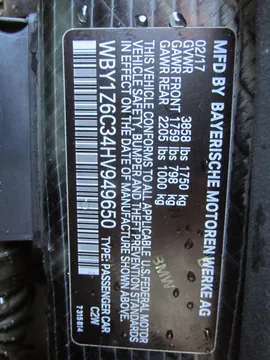 MFD BY BAYERISCHE MOTOREN WERKE AG
02/17
GVWR 3858 lbs 1750 kg
GAWR FRONT 1759 lbs 798 kg
GAWR REAR 2205 lbs 1000 kg
THIS VEHICLE CONFORMS TO ALL APPLICABLE U.S. FEDERAL MOTOR
VEHICLE SAFETY, BUMPER, AND THEFT PREVENTION STANDARDS IN EFFECT ON THE
DATE OF MANUFACTURE SHOWN ABOVE.
WBY1Z6C34HV949650 TYPE: PASSENGER CAR
C2N
7315614
BMW